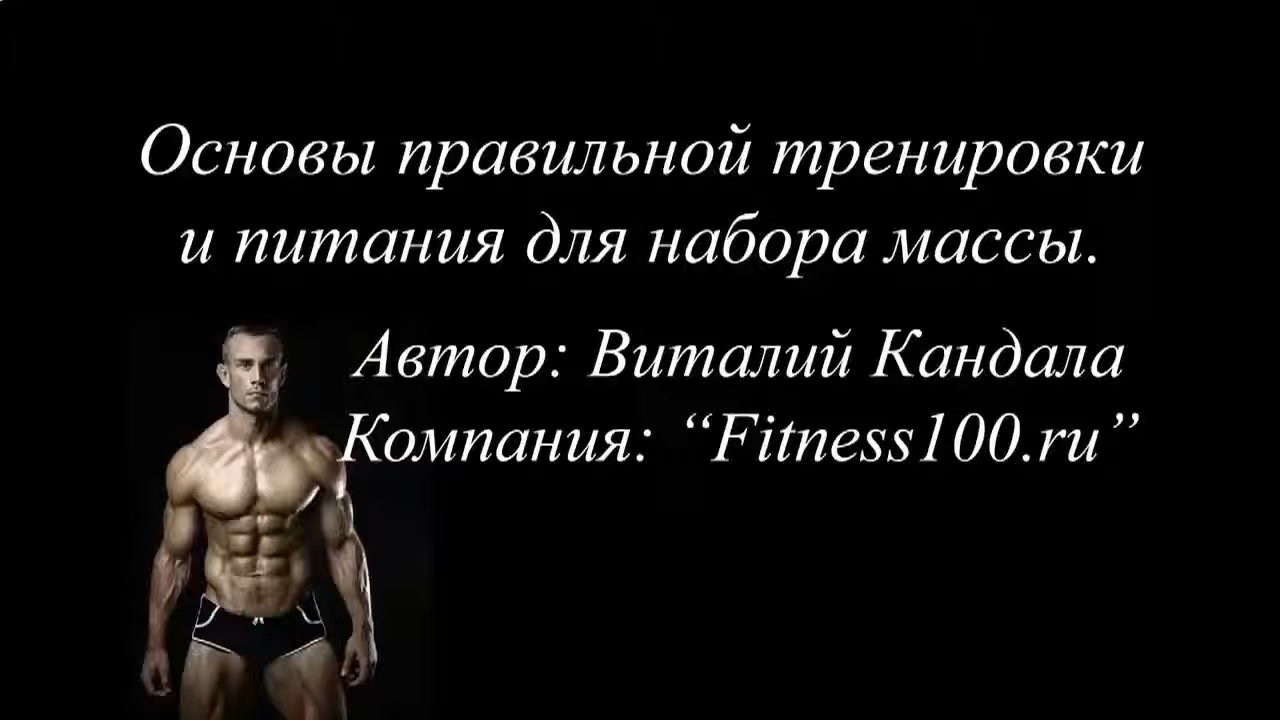 Основы правильной тренировки
и питания для набора массы.
Автор: Виталий Кандала
Компания: “Fitness100.ru”